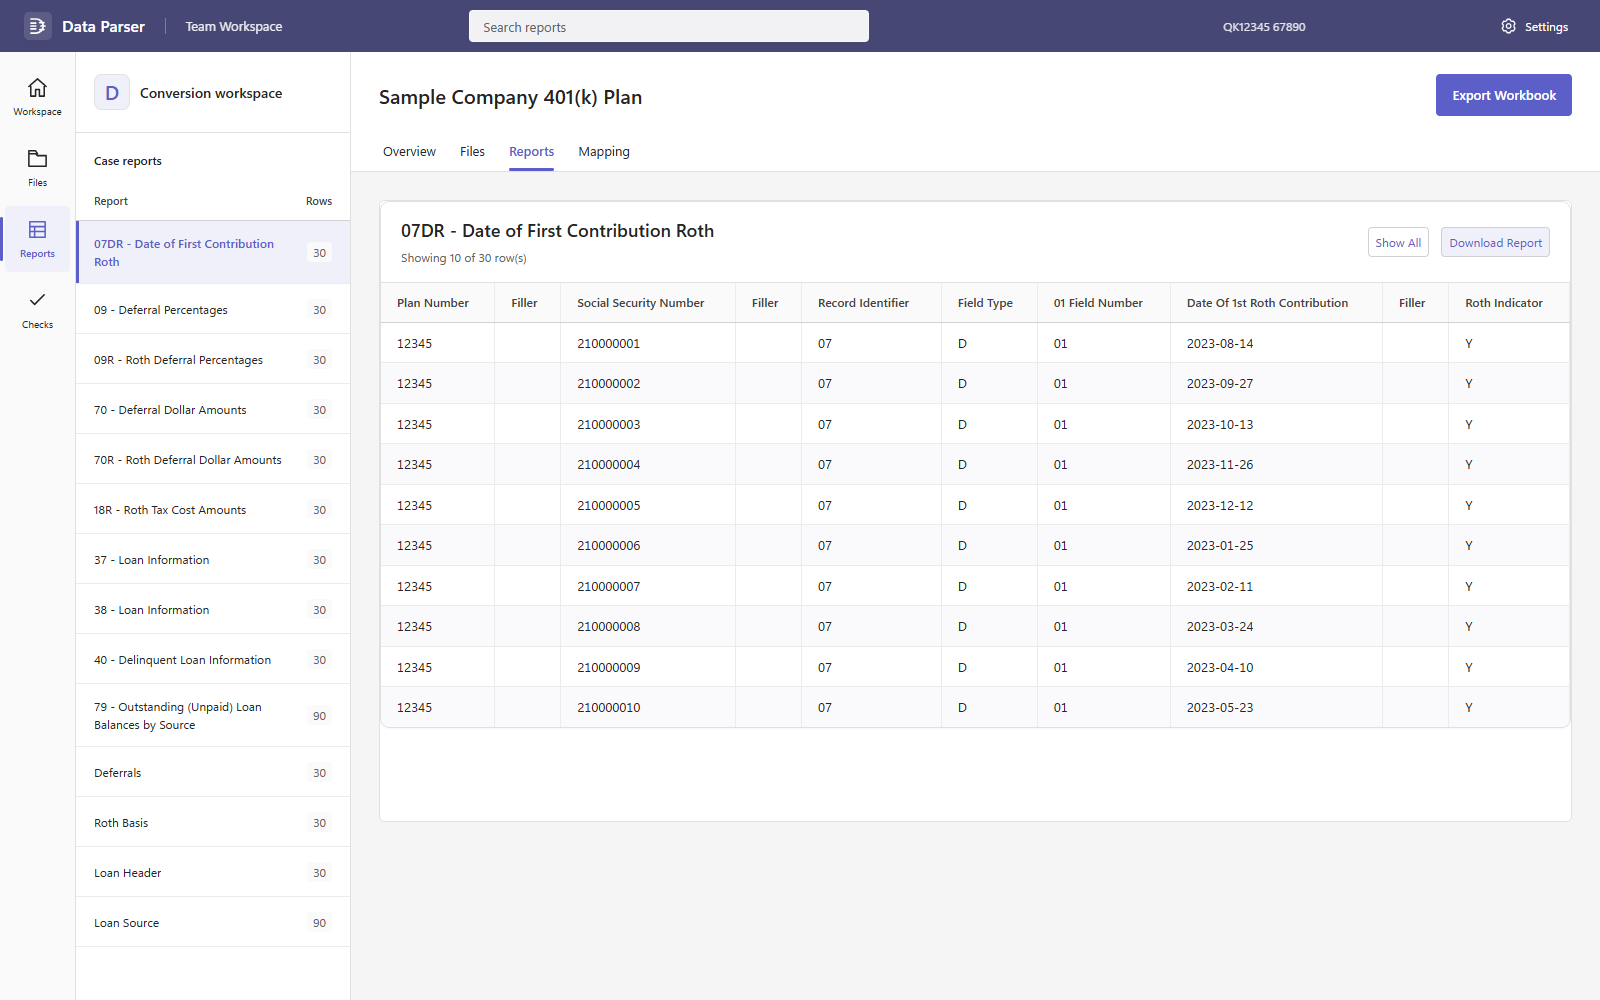 Data Parser
Team Workspace
Search reports
QK12345 67890
Settings
Workspace
Files
Reports
Checks
D
Conversion workspace
Case reports
Report Rows
07DR - Date of First Contribution
Roth
30
09 - Deferral Percentages 30
09R - Roth Deferral Percentages 30
70 - Deferral Dollar Amounts 30
70R - Roth Deferral Dollar Amounts 30
18R - Roth Tax Cost Amounts 30
37 - Loan Information 30
38 - Loan Information 30
40 - Delinquent Loan Information 30
79 - Outstanding (Unpaid) Loan
Balances by Source
90
Deferrals 30
Roth Basis 30
Loan Header 30
Loan Source 90
Sample Company 401(k) Plan
Export Workbook
Overview Files Reports Mapping
07DR - Date of First Contribution Roth
Showing 10 of 30 row(s)
Show All
Download Report
Plan Number Filler Social Security Number Filler Record Identifier Field Type 01 Field Number Date Of 1st Roth Contribution Filler Roth Indicator
12345 210000001 07 D 01 2023-08-14 Y
12345 210000002 07 D 01 2023-09-27 Y
12345 210000003 07 D 01 2023-10-13 Y
12345 210000004 07 D 01 2023-11-26 Y
12345 210000005 07 D 01 2023-12-12 Y
12345 210000006 07 D 01 2023-01-25 Y
12345 210000007 07 D 01 2023-02-11 Y
12345 210000008 07 D 01 2023-03-24 Y
12345 210000009 07 D 01 2023-04-10 Y
12345 210000010 07 D 01 2023-05-23 Y